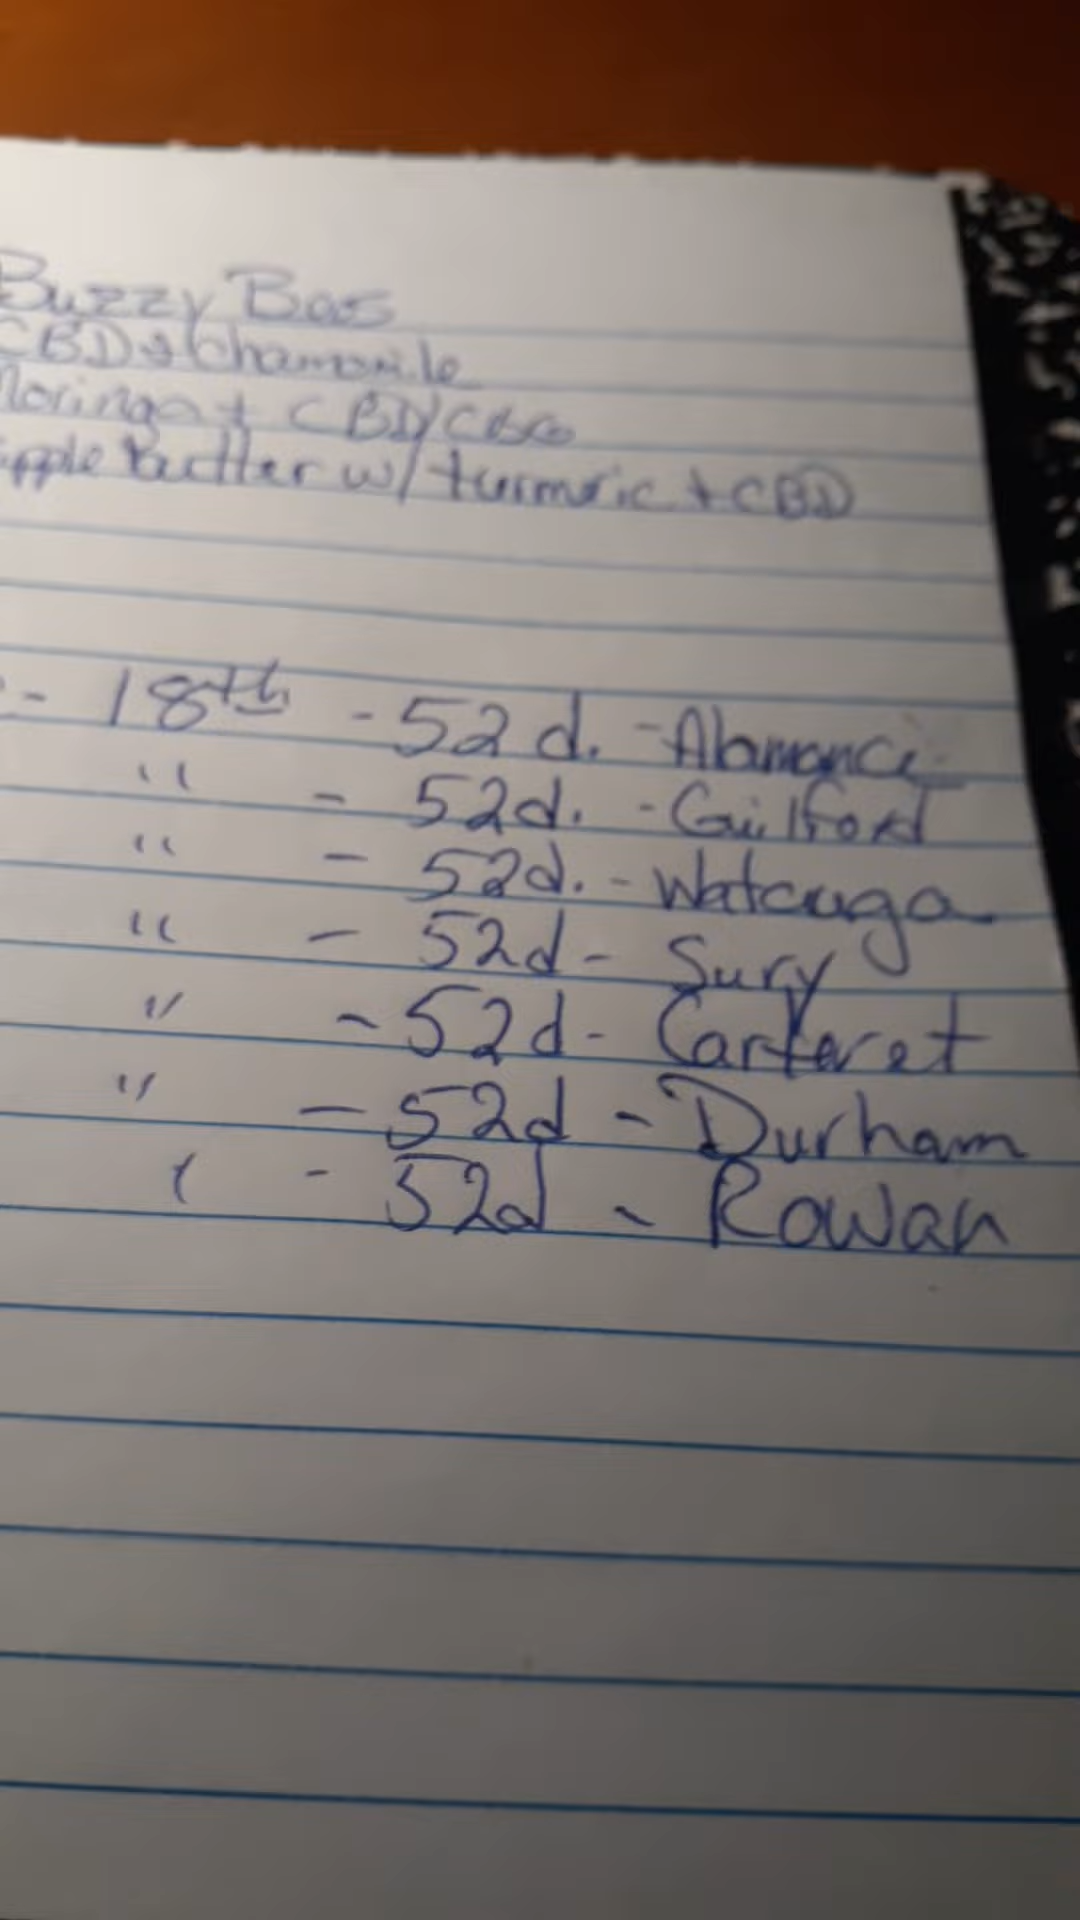 Buzzy Bees
CBD & Chamomile
Moringa + CBD/CBG
Apple Butter w/ turmeric + CBD
- 18th - 52 d. - Alamance
" - 52d. - Guilford
" - 52d. - Watauga
" - 52d - Surry
" - 52d - Carteret
" - 52d - Durham
" - 52d - Rowan